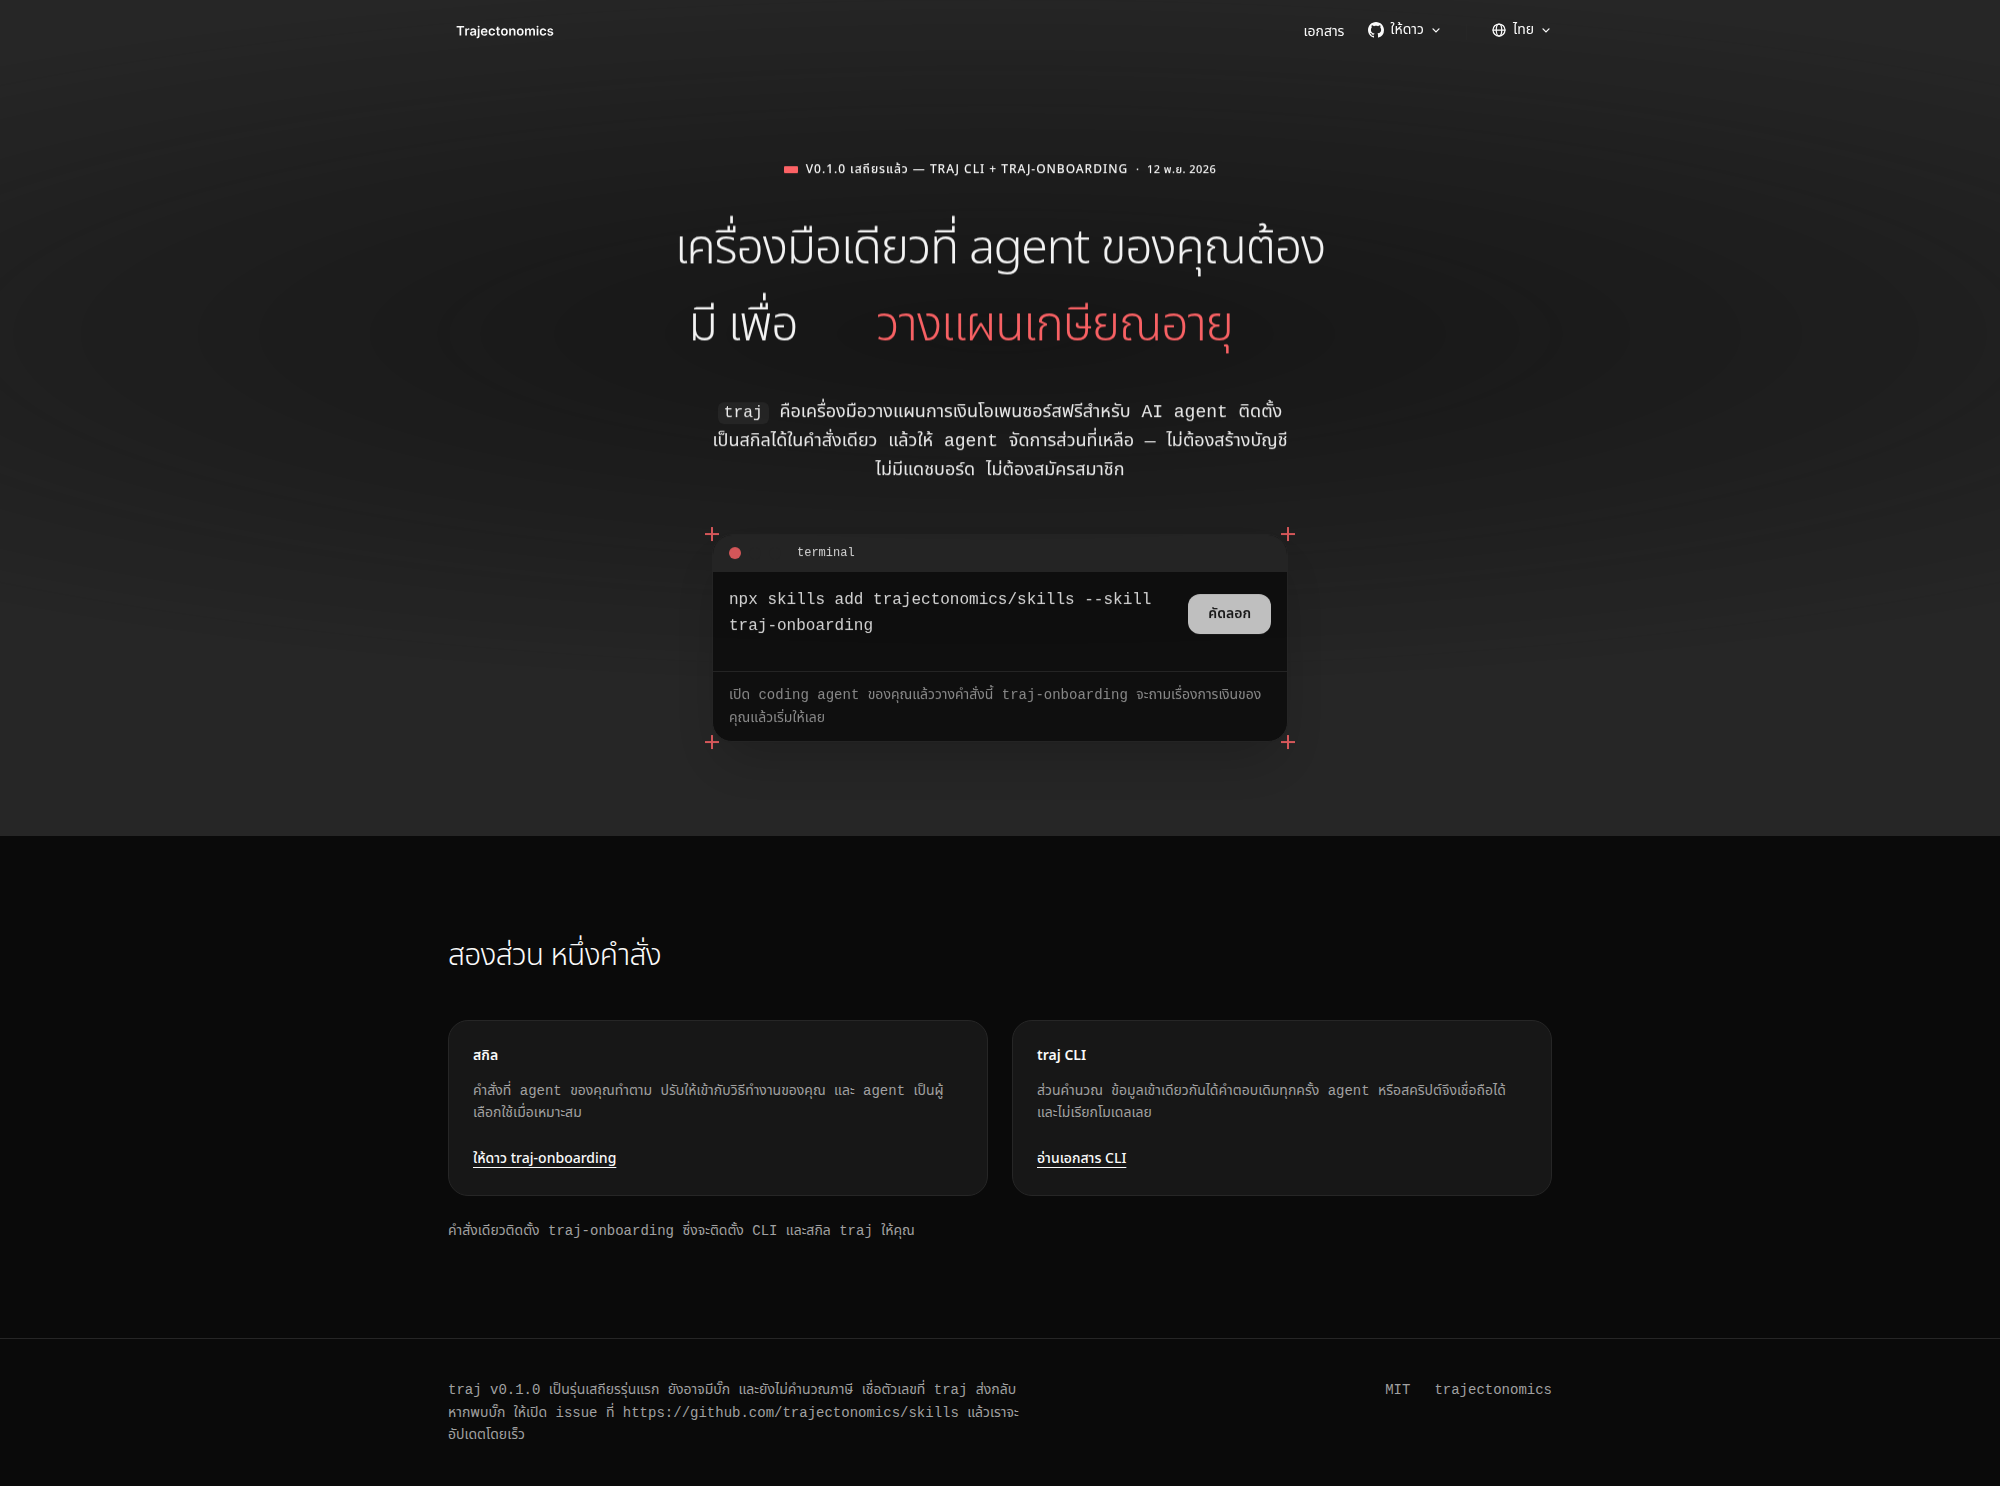 Trajectonomics
เอกสาร
ให้ดาว
ไทย
V0.1.0 เสถียรแล้ว — TRAJ CLI + TRAJ-ONBOARDING · 12 พ.ย. 2026
เครื่องมือเดียวที่ agent ของคุณต้อง
มี เพื่อ วางแผนเกษียณอายุ
traj คือเครื่องมือวางแผนการเงินโอเพนซอร์สฟรีสำหรับ AI agent ติดตั้ง
เป็นสกิลได้ในคำสั่งเดียว แล้วให้ agent จัดการส่วนที่เหลือ — ไม่ต้องสร้างบัญชี
ไม่มีแดชบอร์ด ไม่ต้องสมัครสมาชิก
terminal
npx skills add trajectonomics/skills --skill
traj-onboarding
คัดลอก
เปิด coding agent ของคุณแล้ววางคำสั่งนี้ traj-onboarding จะถามเรื่องการเงินของ
คุณแล้วเริ่มให้เลย
สองส่วน หนึ่งคำสั่ง
สกิล
คำสั่งที่ agent ของคุณทำตาม ปรับให้เข้ากับวิธีทำงานของคุณ และ agent เป็นผู้
เลือกใช้เมื่อเหมาะสม
ให้ดาว traj-onboarding
traj CLI
ส่วนคำนวณ ข้อมูลเข้าเดียวกันได้คำตอบเดิมทุกครั้ง agent หรือสคริปต์จึงเชื่อถือได้
และไม่เรียกโมเดลเลย
อ่านเอกสาร CLI
คำสั่งเดียวติดตั้ง traj-onboarding ซึ่งจะติดตั้ง CLI และสกิล traj ให้คุณ
traj v0.1.0 เป็นรุ่นเสถียรรุ่นแรก ยังอาจมีบั๊ก และยังไม่คำนวณภาษี เชื่อตัวเลขที่ traj ส่งกลับ
หากพบบั๊ก ให้เปิด issue ที่ https://github.com/trajectonomics/skills แล้วเราจะ
อัปเดตโดยเร็ว
MIT
trajectonomics